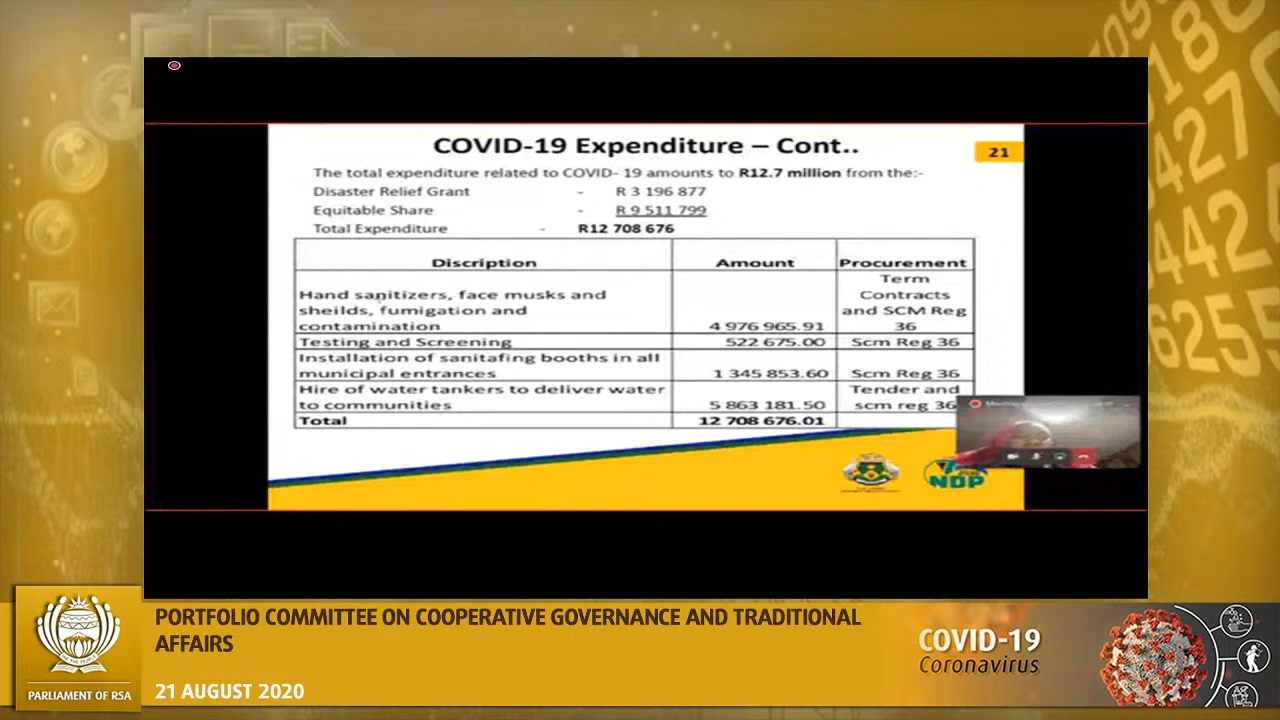 COVID-19 Expenditure – Cont..
21
The total expenditure related to COVID- 19 amounts to R12.7 million from the:-
Disaster Relief Grant - R 3 196 877
Equitable Share - R 9 511 799
Total Expenditure - R12 708 676
Discription Amount Procurement
Hand sanitizers, face musks and
sheilds, fumigation and
contamination 4 976 965.91
Term
Contracts
and SCM Reg
36
Testing and Screening 522 675.00 Scm Reg 36
Installation of sanitafing booths in all
municipal entrances 1 345 853.60 Scm Reg 36
Hire of water tankers to deliver water
to communities 5 863 181.50
Tender and
scm reg 36
Total 12 708 676.01
NDP
PORTFOLIO COMMITTEE ON COOPERATIVE GOVERNANCE AND TRADITIONAL
AFFAIRS
21 AUGUST 2020
PARLIAMENT OF RSA
COVID-19
Coronavirus